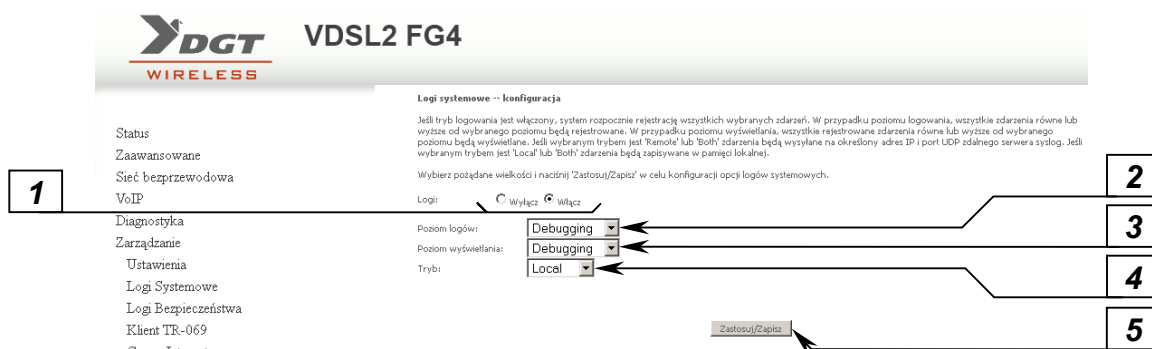 DGT
WIRELESS
VDSL2 FG4
Status
Zaawansowane
Sieć bezprzewodowa
VoIP
Diagnostyka
Zarządzanie
Ustawienia
Logi Systemowe
Logi Bezpieczeństwa
Klient TR-069
Logi systemowe -- konfiguracja
Jeśli tryb logowania jest włączony, system rozpocznie rejestrację wszystkich wybranych zdarzeń. W przypadku poziomu logowania, wszystkie zdarzenia równe lub
wyższe od wybranego poziomu będą rejestrowane. W przypadku poziomu wyświetlania, wszystkie rejestrowane zdarzenia równe lub wyższe od wybranego
poziomu będą wyświetlane. Jeśli wybranym trybem jest 'Remote' lub 'Both' zdarzenia będą wysyłane na określony adres IP i port UDP zdalnego serwera syslog. Jeśli
wybranym trybem jest 'Local' lub 'Both' zdarzenia będą zapisywane w pamięci lokalnej.
Wybierz pożądane wielkości i naciśnij 'Zastosuj/Zapisz' w celu konfiguracji opcji logów systemowych.
Logi: Wyłącz Włącz
Poziom logów: Debugging
Poziom wyświetlania: Debugging
Tryb: Local
Zastosuj/Zapisz
1
2
3
4
5